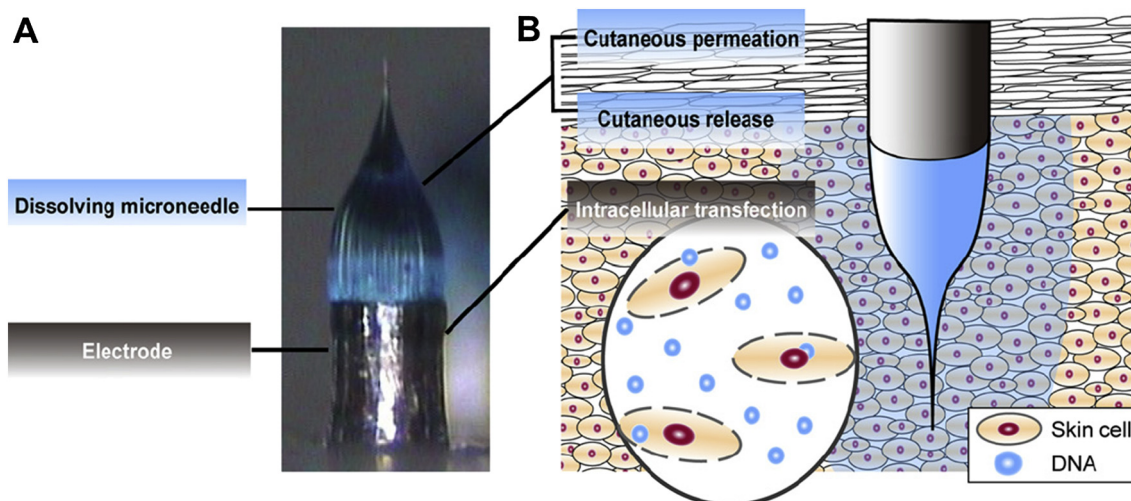 A
B
Cutaneous permeation
Cutaneous release
Dissolving microneedle
Intracellular transfection
Electrode
Skin cell
DNA